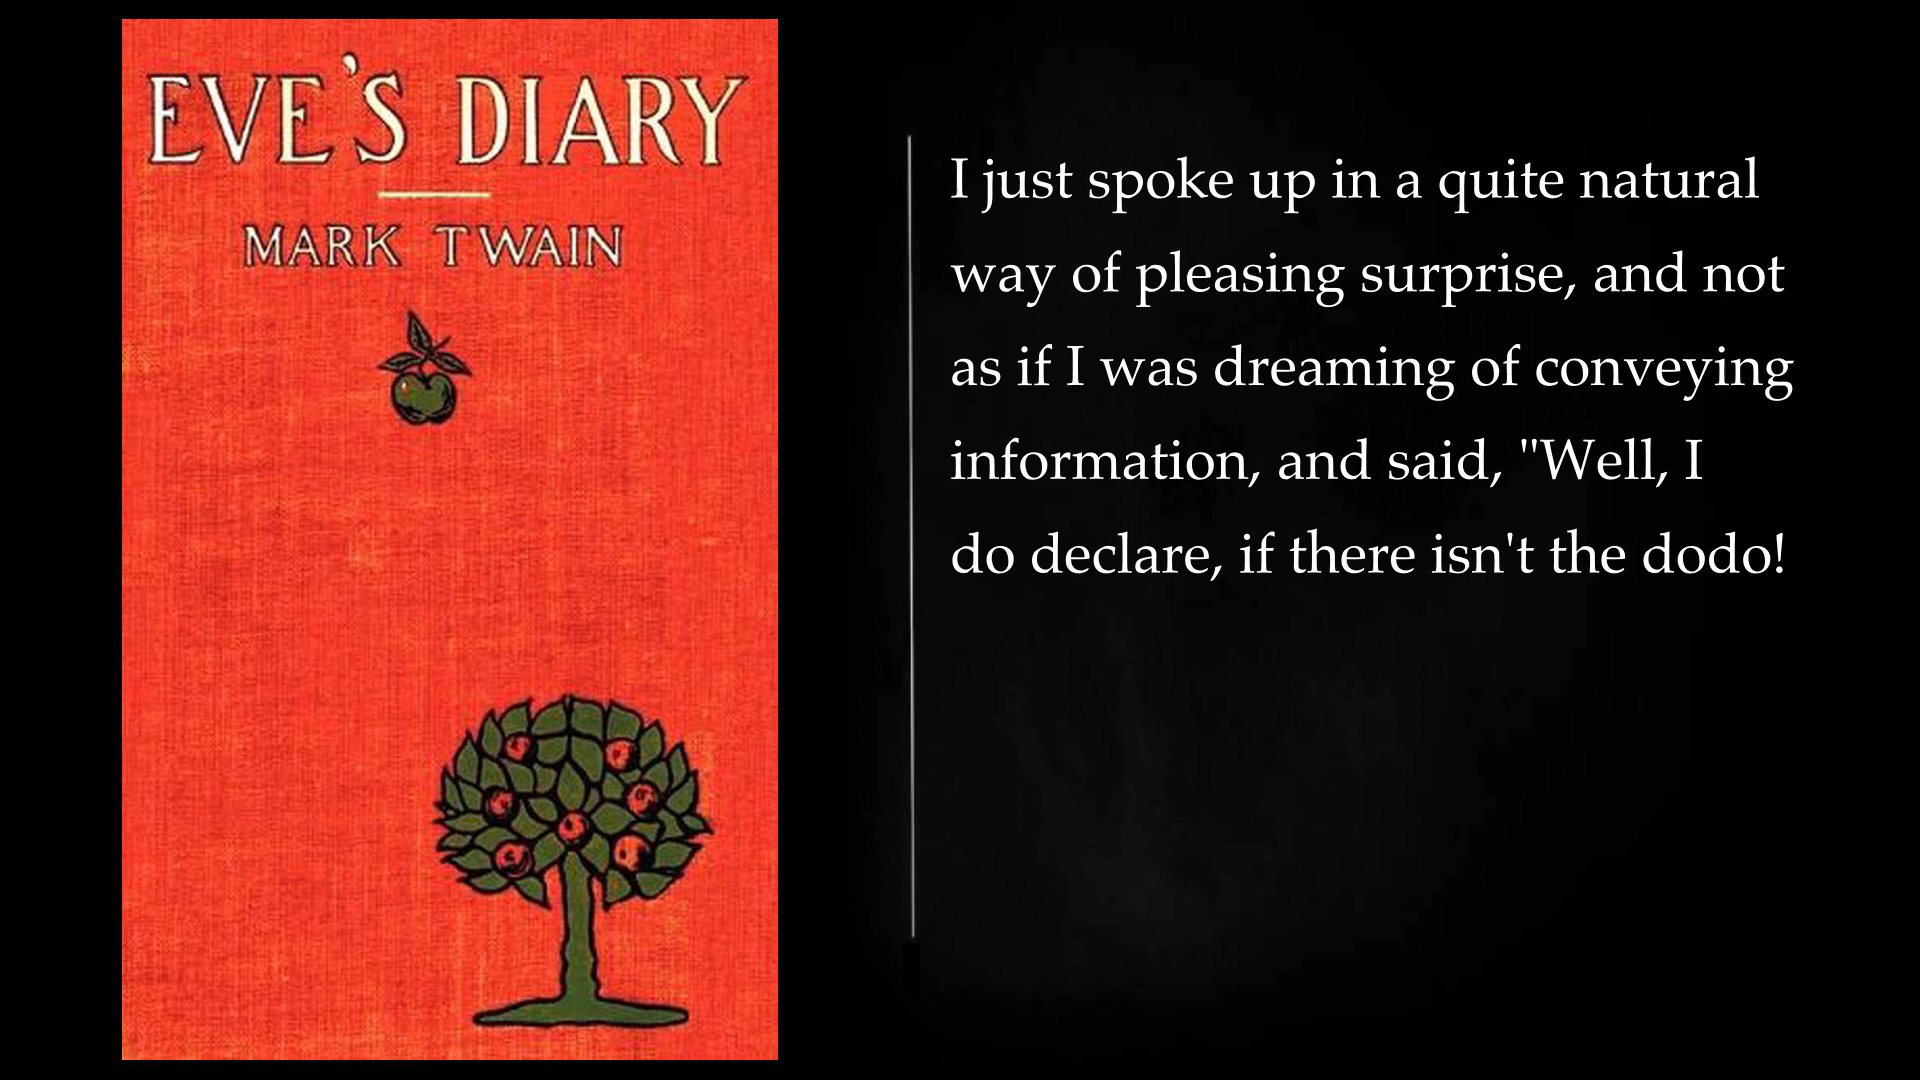 EVE'S DIARY
MARK TWAIN
I just spoke up in a quite natural
way of pleasing surprise, and not
as if I was dreaming of conveying
information, and said, "Well, I
do declare, if there isn't the dodo!